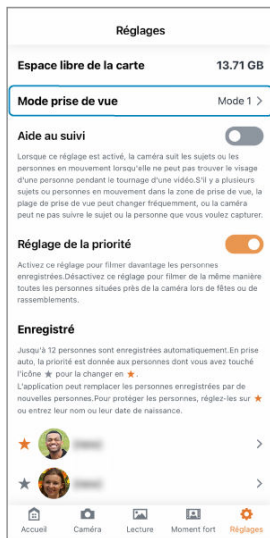 Réglages
Espace libre de la carte 13.71 GB
Mode prise de vue Mode 1 >
Aide au suivi
Lorsque ce réglage est activé, la caméra suit les sujets ou les
personnes en mouvement lorsqu'elle ne peut pas trouver le visage
d'une personne pendant le tournage d'une vidéo.S'il y a plusieurs
sujets ou personnes en mouvement dans la zone de prise de vue, la
plage de prise de vue peut changer fréquemment, ou la caméra
peut ne pas suivre le sujet ou la personne que vous voulez capturer.
Réglage de la priorité
Activez ce réglage pour filmer davantage les personnes
enregistrées.Désactivez ce réglage pour filmer de la même manière
toutes les personnes situées près de la caméra lors de fêtes ou de
rassemblements.
Enregistré
Jusqu'à 12 personnes sont enregistrées automatiquement.En prise
auto, la priorité est donnée aux personnes dont vous avez touché
l'icône ★ pour la changer en ★.
L'application peut remplacer les personnes enregistrées par de
nouvelles personnes.Pour protéger les personnes, réglez-les sur ★
ou entrez leur nom ou leur date de naissance.
Accueil Caméra Lecture Moment fort Réglages